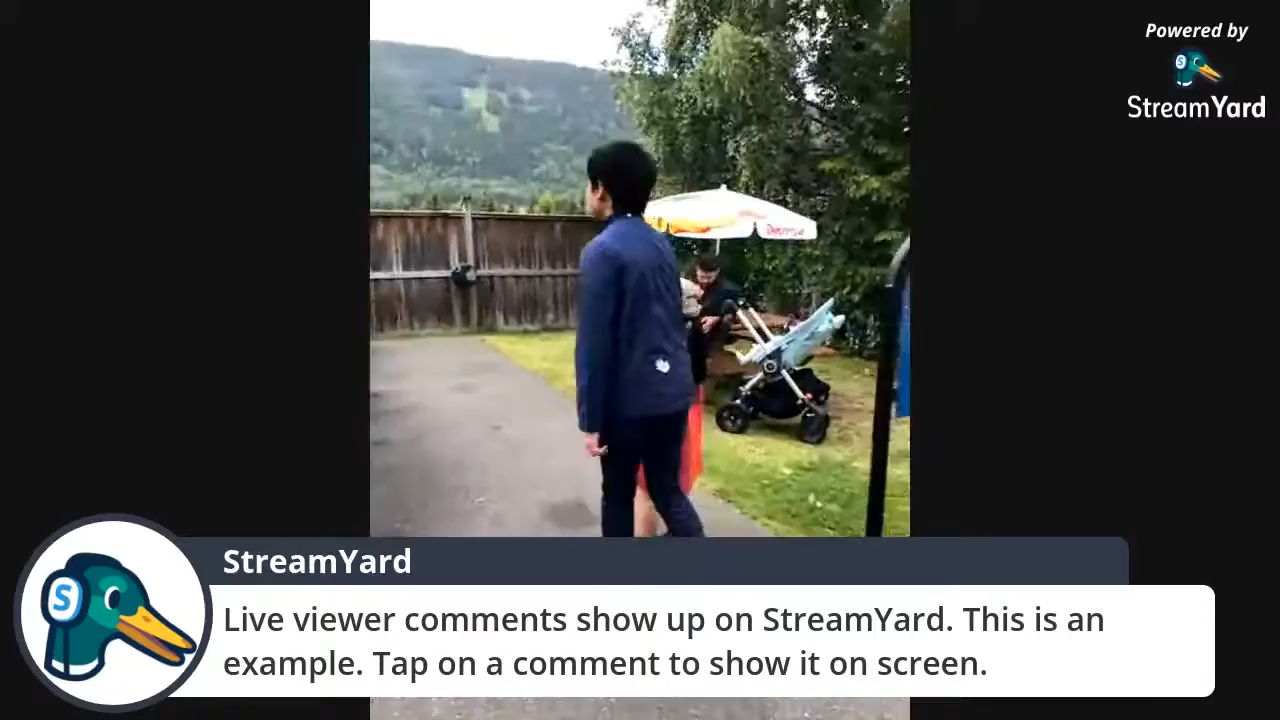 Powered by
StreamYard
StreamYard
Live viewer comments show up on StreamYard. This is an
example. Tap on a comment to show it on screen.